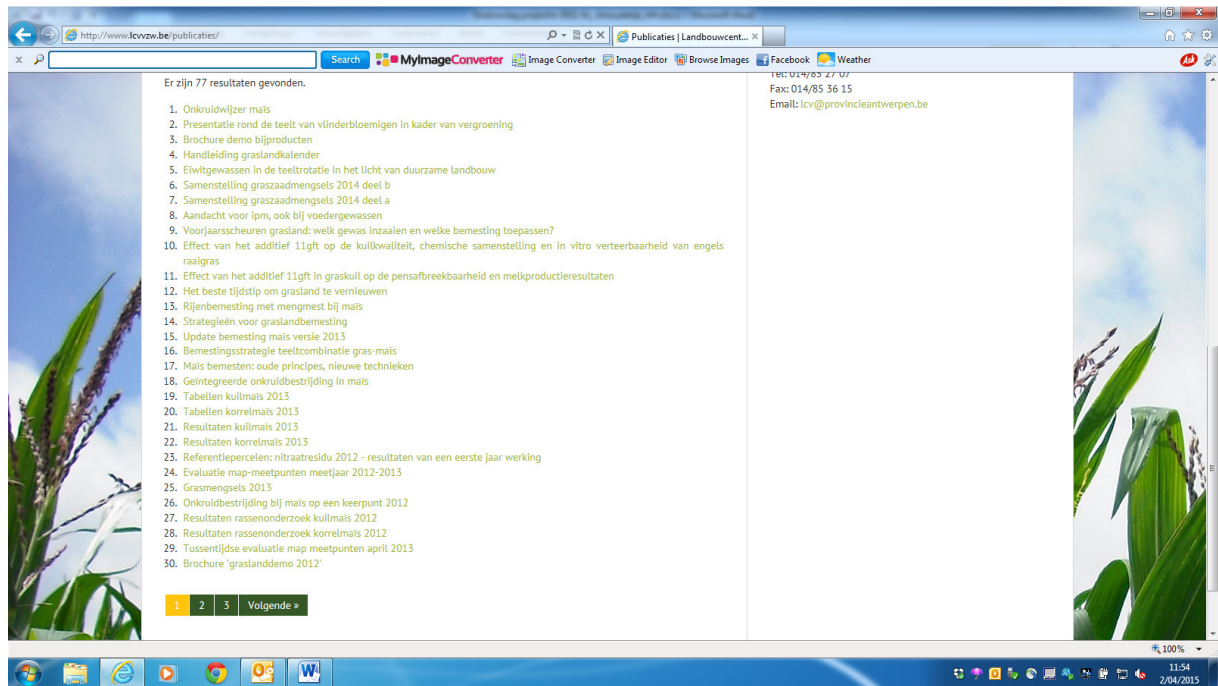 http://www.lcvvzw.be/publicaties/
Publicaties | Landbouwcent...
Search
MyImageConverter
Image Converter
Image Editor
Browse Images
Facebook
Weather
Ask
Er zijn 77 resultaten gevonden.
1. Onkruidwijzer maïs
2. Presentatie rond de teelt van vlinderbloemigen in kader van vergroening
3. Brochure demo bijproducten
4. Handleiding graslandkalender
5. Eiwitgewassen in de teeltrotatie in het licht van duurzame landbouw
6. Samenstelling graszaadmengsels 2014 deel b
7. Samenstelling graszaadmengsels 2014 deel a
8. Aandacht voor ipm, ook bij voedergewassen
9. Voorjaarsscheuren grasland: welk gewas inzaaien en welke bemesting toepassen?
10. Effect van het additief 11gft op de kuilkwaliteit, chemische samenstelling en in vitro verteerbaarheid van engels
raaigras
11. Effect van het additief 11gft in graskuil op de pensafbreekbaarheid en melkproductieresultaten
12. Het beste tijdstip om grasland te vernieuwen
13. Rijenbemesting met mengmest bij maïs
14. Strategieën voor graslandbemesting
15. Update bemesting maïs versie 2013
16. Bemestingsstrategie teeltcombinatie gras-maïs
17. Maïs bemesten: oude principes, nieuwe technieken
18. Geïntegreerde onkruidbestrijding in maïs
19. Tabellen kuilmaïs 2013
20. Tabellen korrelmaïs 2013
21. Resultaten kuilmaïs 2013
22. Resultaten korrelmaïs 2013
23. Referentiepercelen: nitraatresidu 2012 - resultaten van een eerste jaar werking
24. Evaluatie map-meetpunten meetjaar 2012-2013
25. Grasmengsels 2013
26. Onkruidbestrijding bij maïs op een keerpunt 2012
27. Resultaten rassenonderzoek kuilmaïs 2012
28. Resultaten rassenonderzoek korrelmaïs 2012
29. Tussentijdse evaluatie map meetpunten april 2013
30. Brochure 'graslanddemo 2012'
1 2 3 Volgende »
Tel: 014/85 27 07
Fax: 014/85 36 15
Email: lcv@provincieantwerpen.be
100%
11:54
2/04/2015